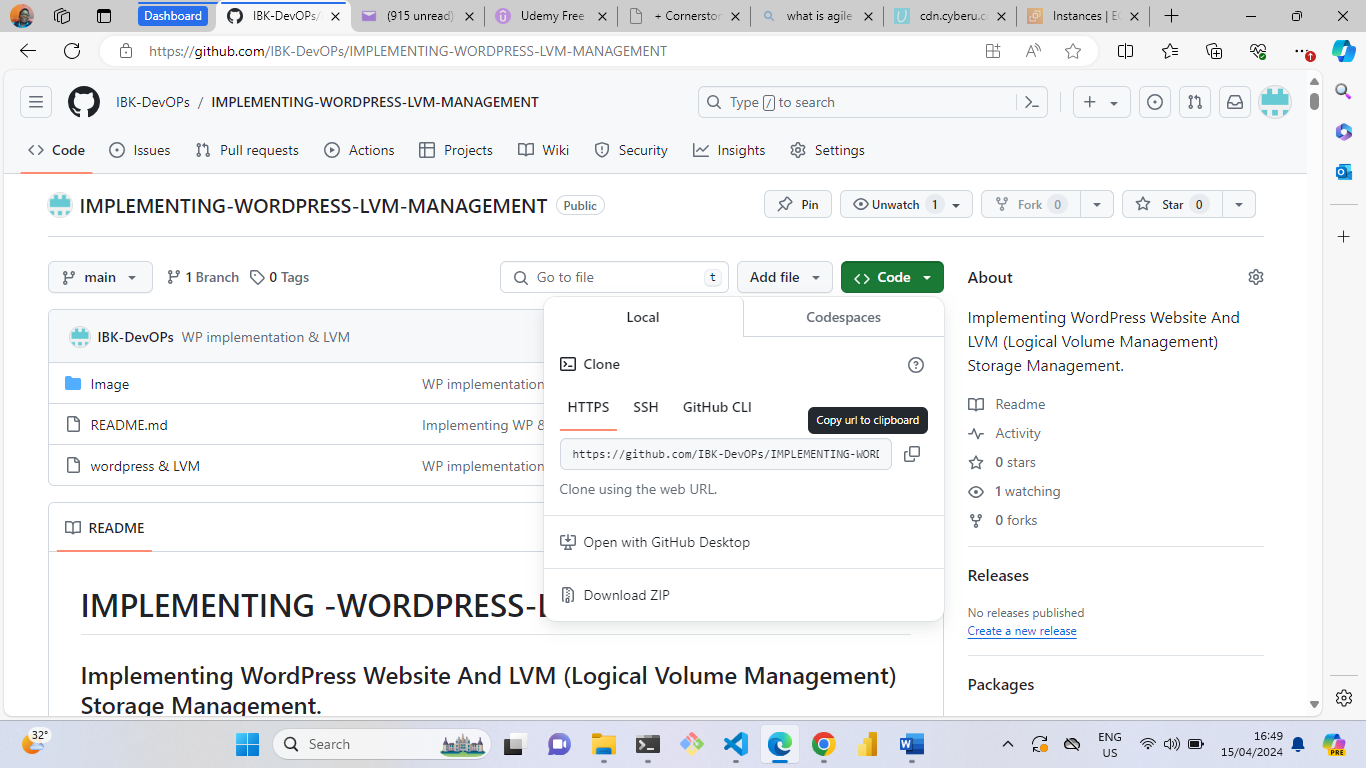 Dashboard
IBK-DevOPs/
(915 unread)
Udemy Free
+ Cornersto
what is agile
cdn.cyberu.c
Instances | EC
https://github.com/IBK-DevOPs/IMPLEMENTING-WORDPRESS-LVM-MANAGEMENT
IBK-DevOPs / IMPLEMENTING-WORDPRESS-LVM-MANAGEMENT
Type / to search
Code
Issues
Pull requests
Actions
Projects
Wiki
Security
Insights
Settings
IMPLEMENTING-WORDPRESS-LVM-MANAGEMENT Public
Pin
Unwatch 1
Fork 0
Star 0
main
1 Branch
0 Tags
Go to file t
Add file
Code
Local
Codespaces
Clone
HTTPS
SSH
GitHub CLI
Copy url to clipboard
https://github.com/IBK-DevOPs/IMPLEMENTING-WORD
Clone using the web URL.
Open with GitHub Desktop
Download ZIP
IBK-DevOPs WP implementation & LVM
Image WP implementation
README.md Implementing WP &
wordpress & LVM WP implementation
README
IMPLEMENTING -WORDPRESS-L
Implementing WordPress Website And LVM (Logical Volume Management)
Storage Management.
About
Implementing WordPress Website And
LVM (Logical Volume Management)
Storage Management.
Readme
Activity
0 stars
1 watching
0 forks
Releases
No releases published
Create a new release
Packages
32°
Search
ENG
US
16:49
15/04/2024
PRE